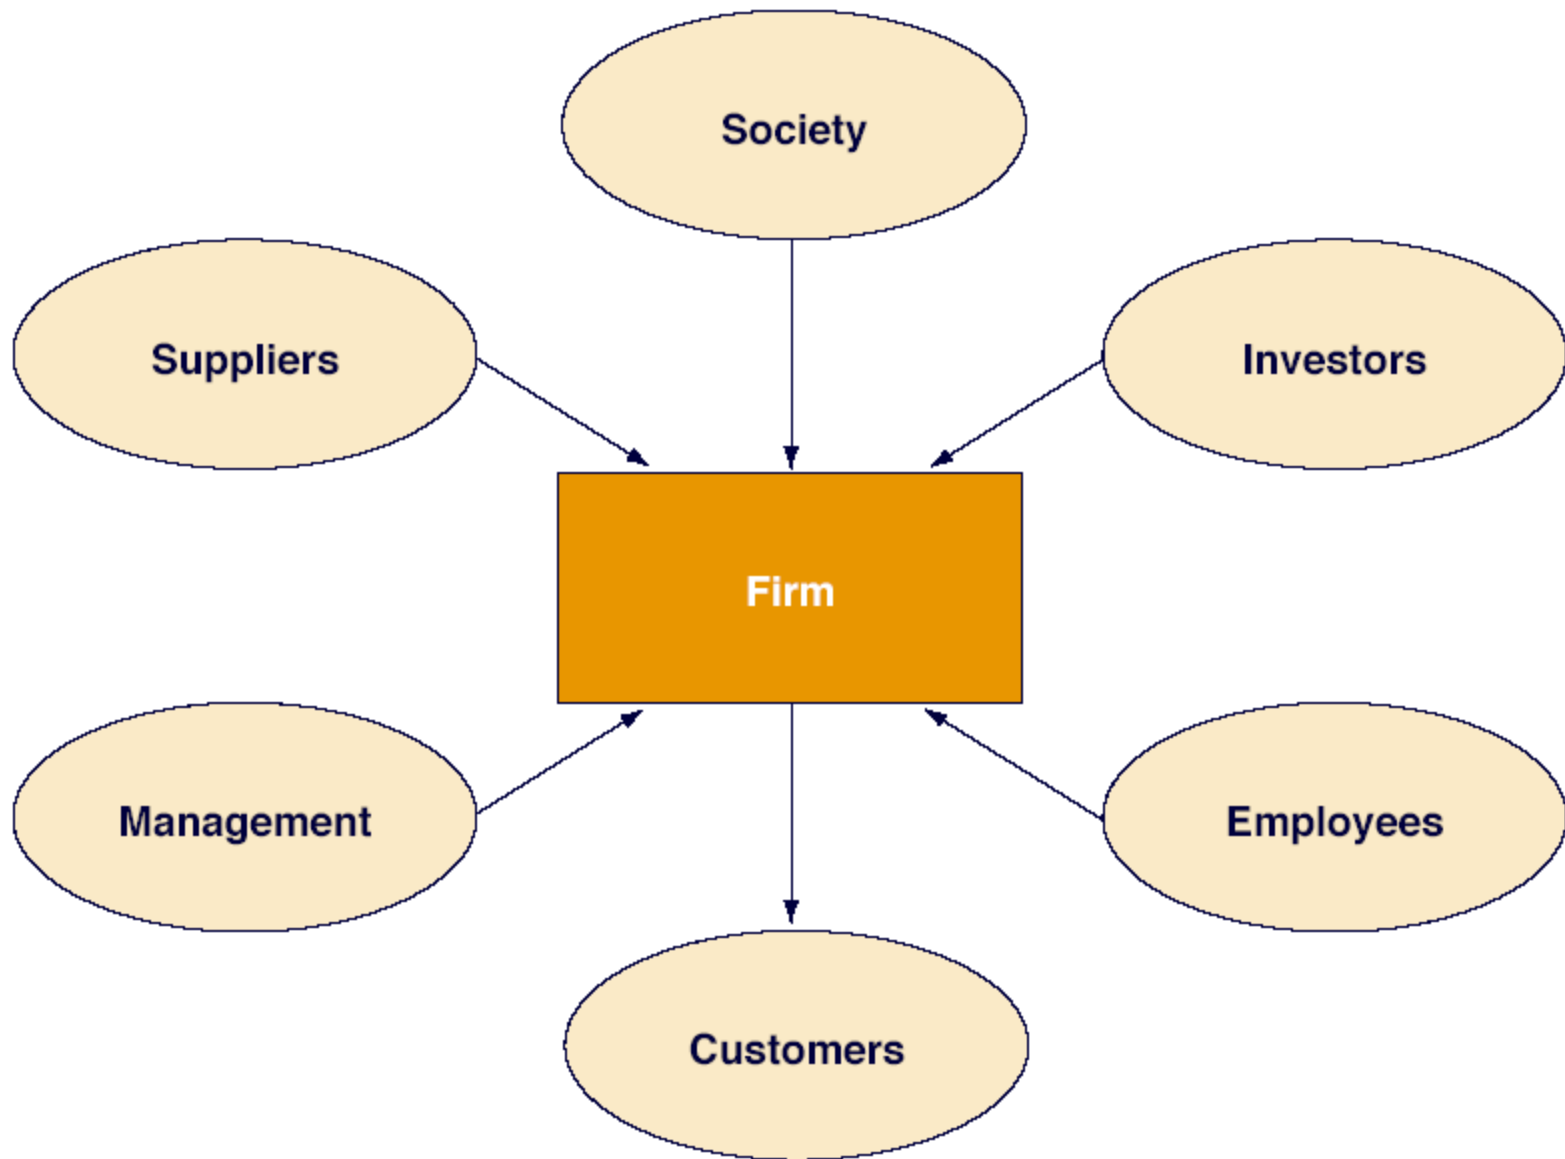 Society
Suppliers
Investors
Firm
Management
Employees
Customers